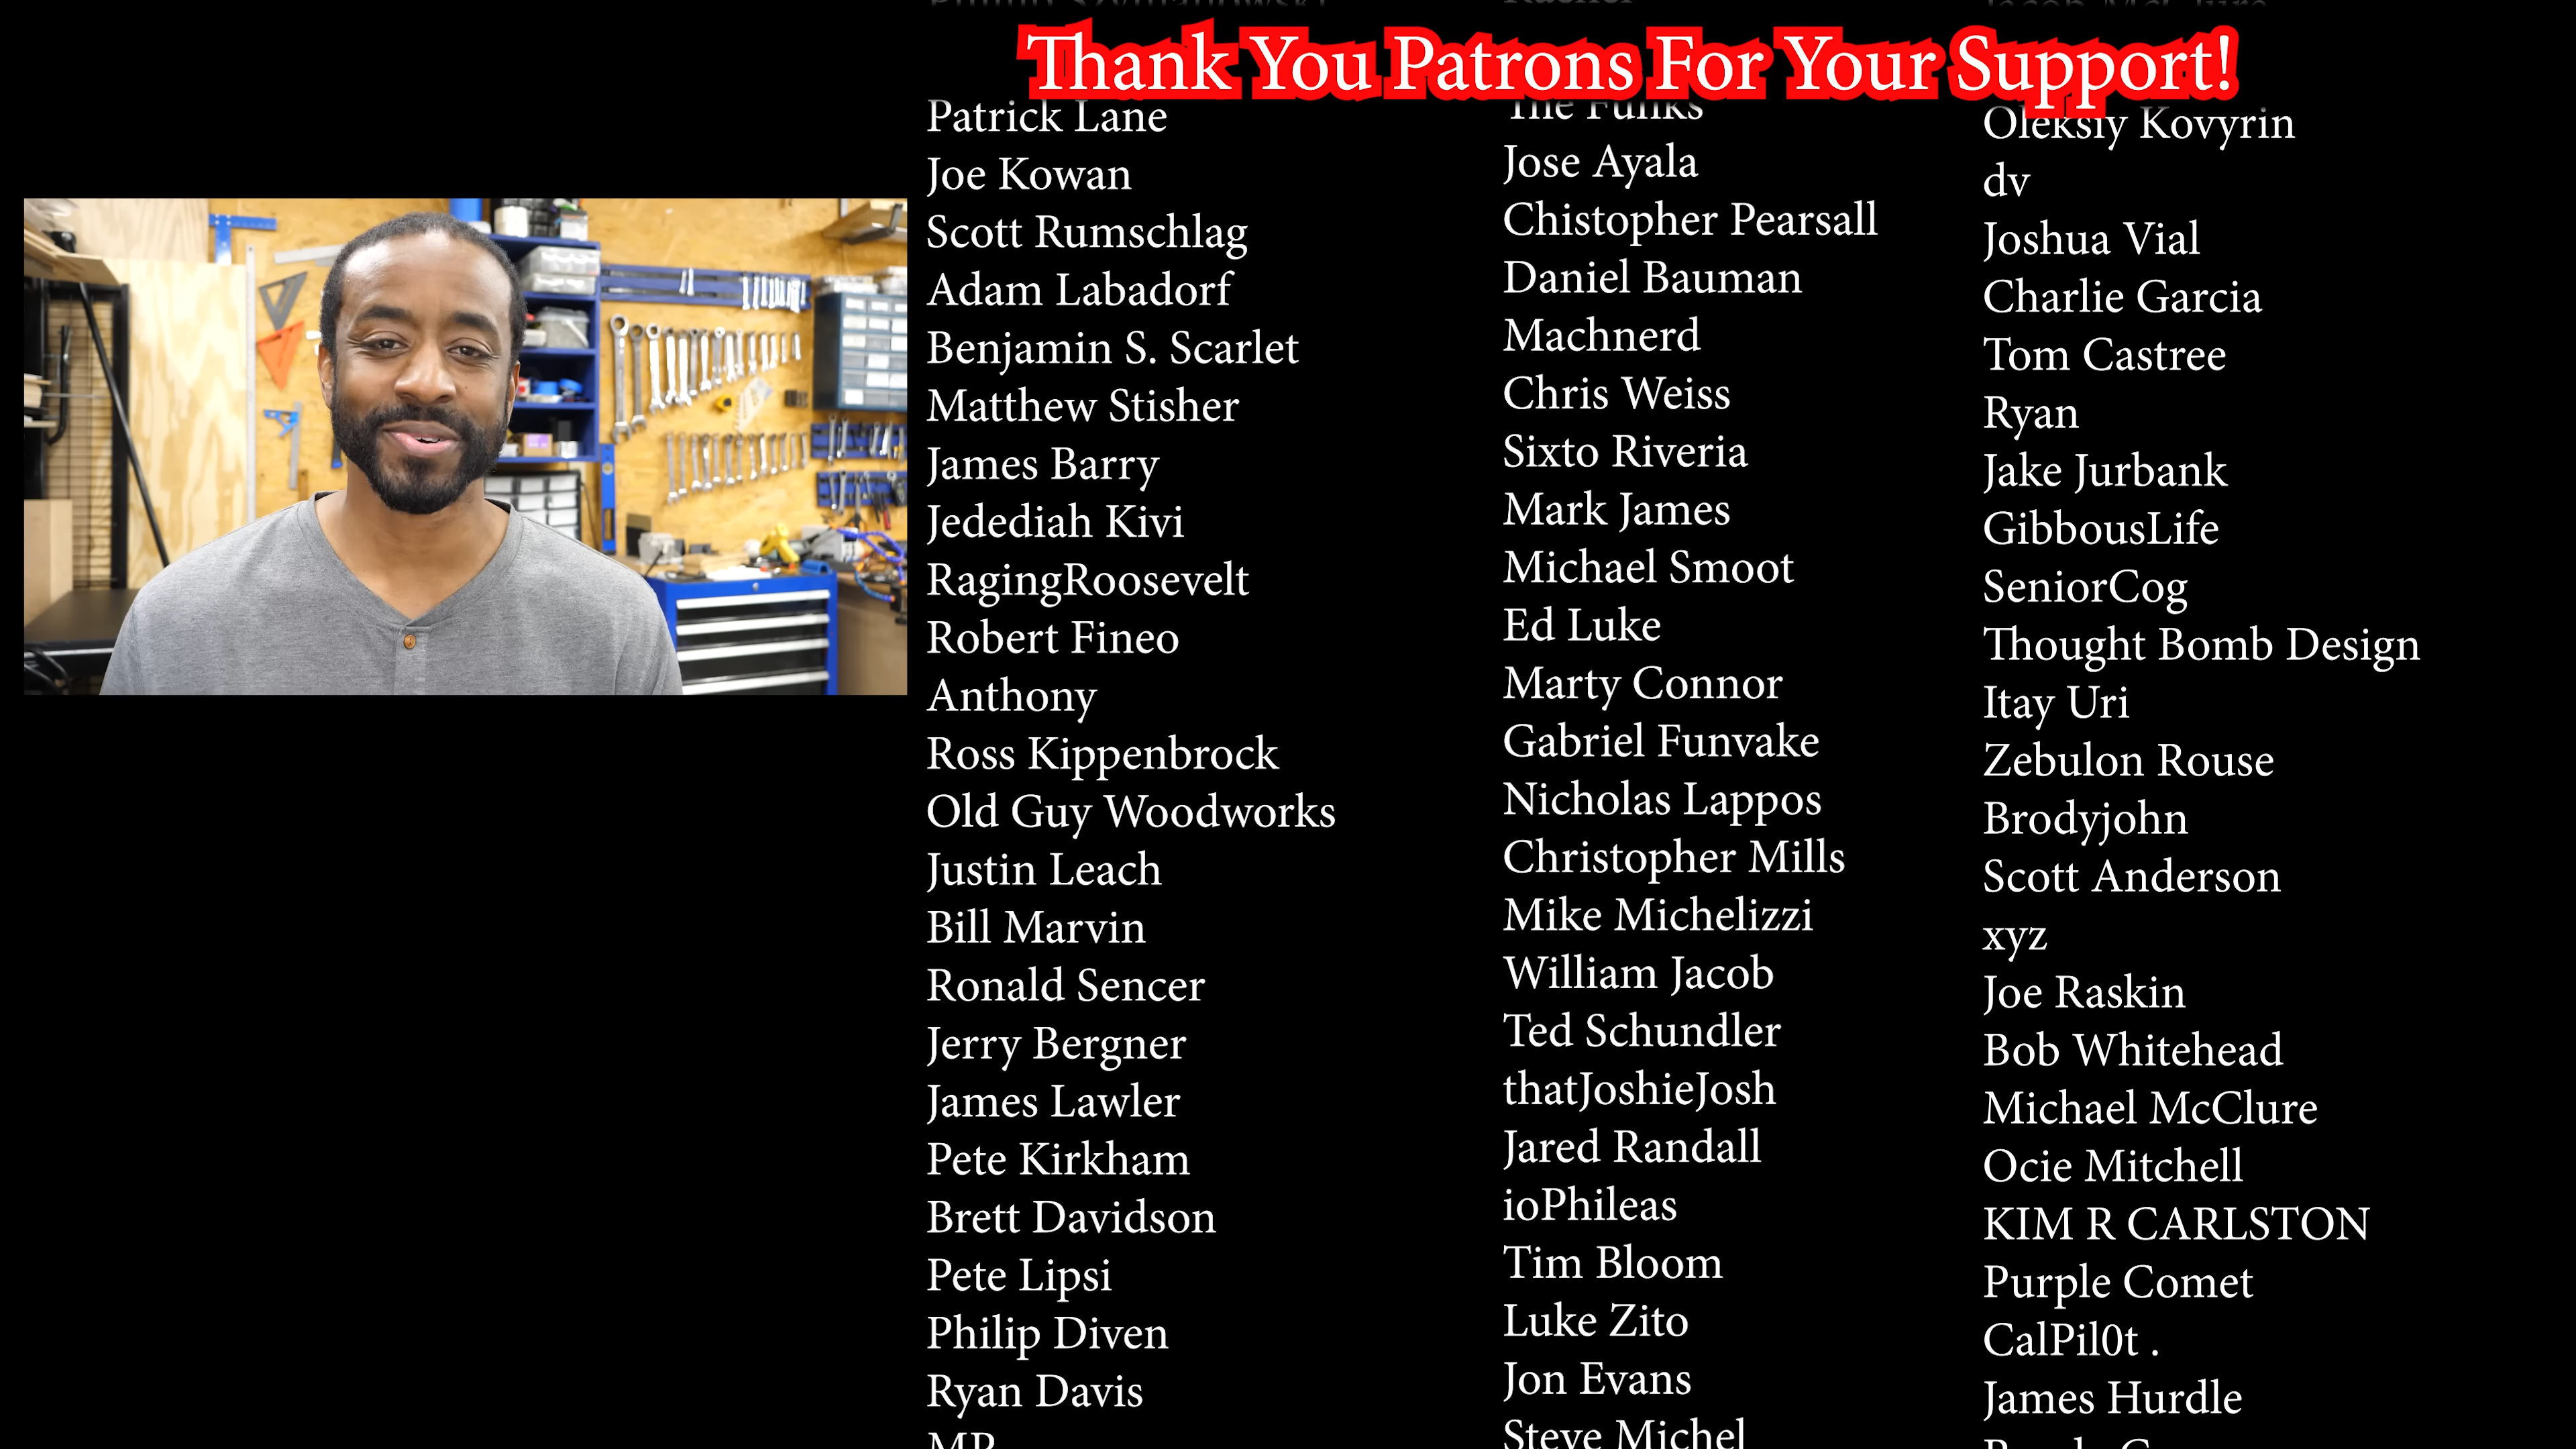 Thank You Patrons For Your Support!
Patrick Lane
Joe Kowan
Scott Rumschlag
Adam Labadorf
Benjamin S. Scarlet
Matthew Stisher
James Barry
Jedediah Kivi
RagingRoosevelt
Robert Fineo
Anthony
Ross Kippenbrock
Old Guy Woodworks
Justin Leach
Bill Marvin
Ronald Sencer
Jerry Bergner
James Lawler
Pete Kirkham
Brett Davidson
Pete Lipsi
Philip Diven
Ryan Davis
The Funks
Jose Ayala
Chistopher Pearsall
Daniel Bauman
Machnerd
Chris Weiss
Sixto Riveria
Mark James
Michael Smoot
Ed Luke
Marty Connor
Gabriel Funvake
Nicholas Lappos
Christopher Mills
Mike Michelizzi
William Jacob
Ted Schundler
thatJoshieJosh
Jared Randall
ioPhileas
Tim Bloom
Luke Zito
Jon Evans
Steve Michel
Oleksiy Kovyrin
dv
Joshua Vial
Charlie Garcia
Tom Castree
Ryan
Jake Jurbank
GibbousLife
SeniorCog
Thought Bomb Design
Itay Uri
Zebulon Rouse
Brodyjohn
Scott Anderson
xyz
Joe Raskin
Bob Whitehead
Michael McClure
Ocie Mitchell
KIM R CARLSTON
Purple Comet
CalPil0t .
James Hurdle